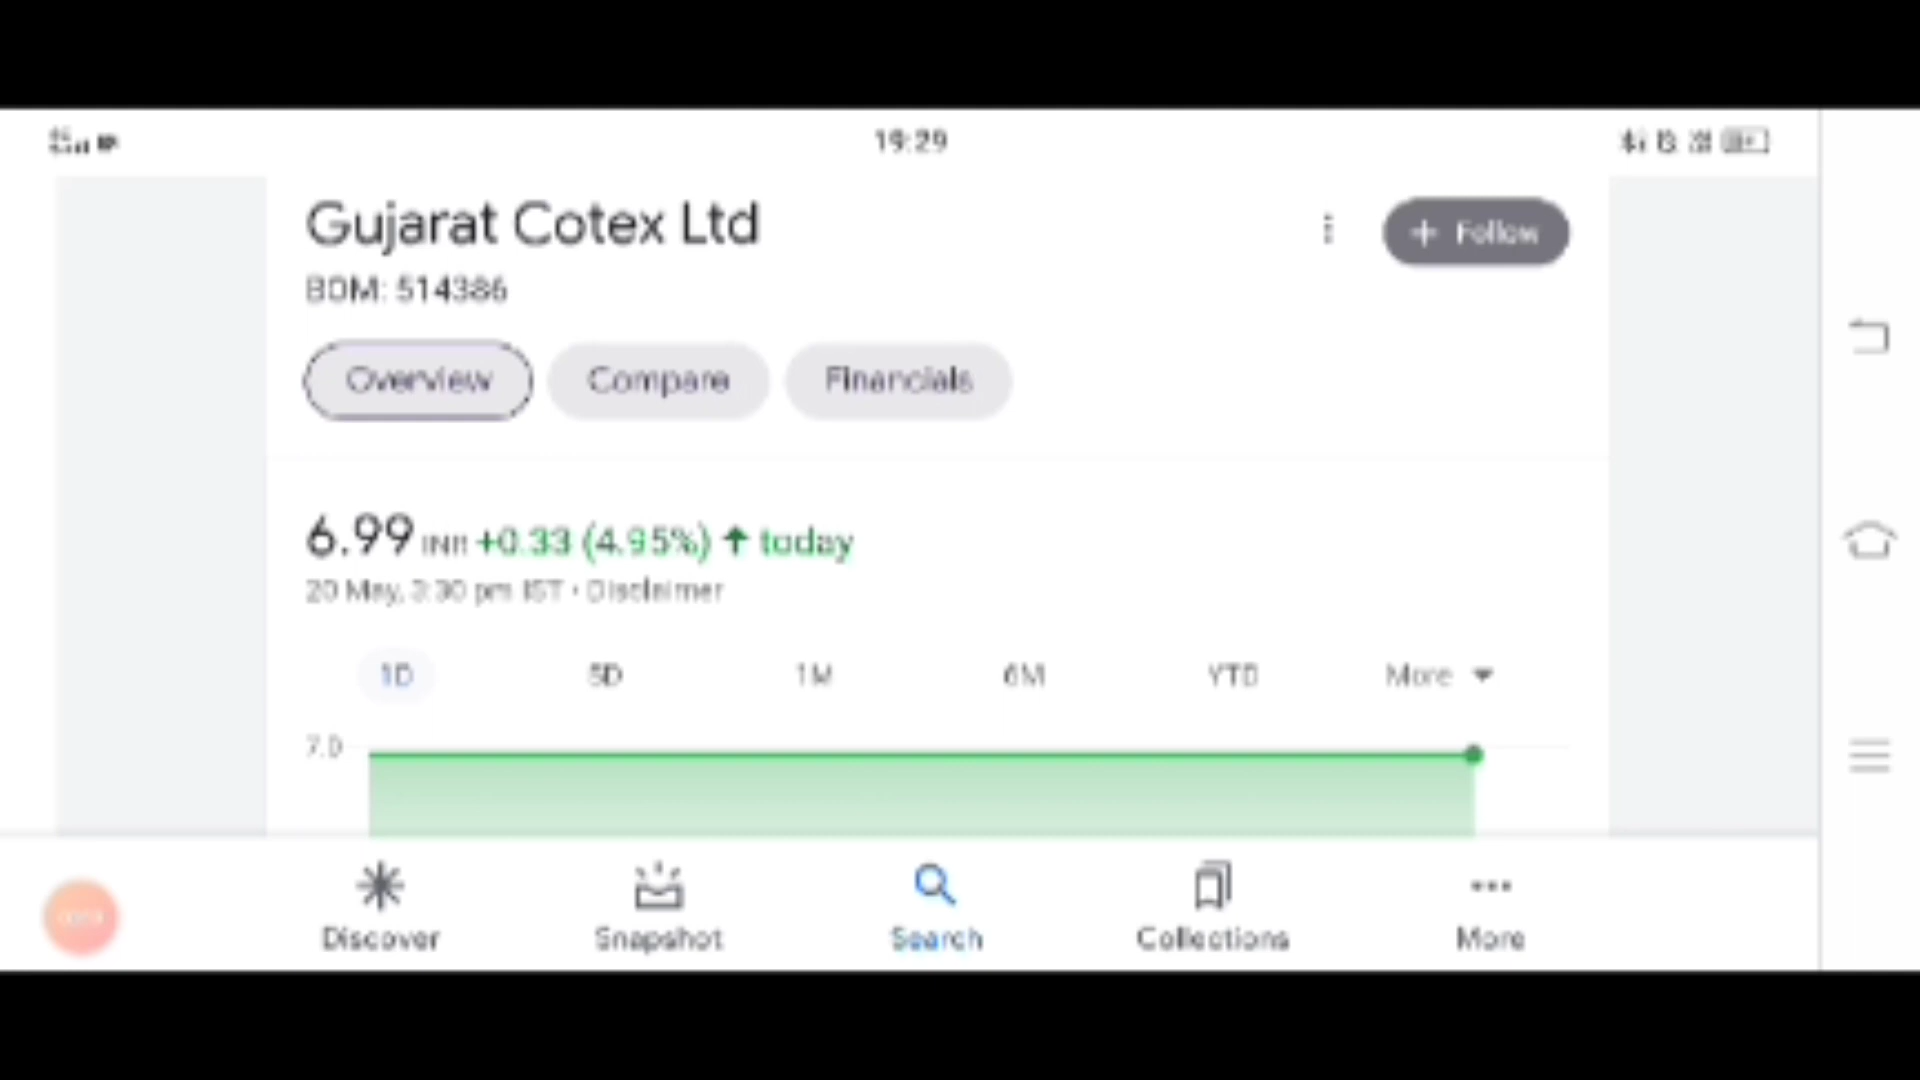 19:29
Gujarat Cotex Ltd
+ Follow
BOM: 514386
Overview Compare Financials
6.99 INR +0.33 (4.95%) ↑ today
20 May, 3:30 pm IST • Disclaimer
1D 5D 1M 6M YTD More
7.0
Discover Snapshot Search Collections More